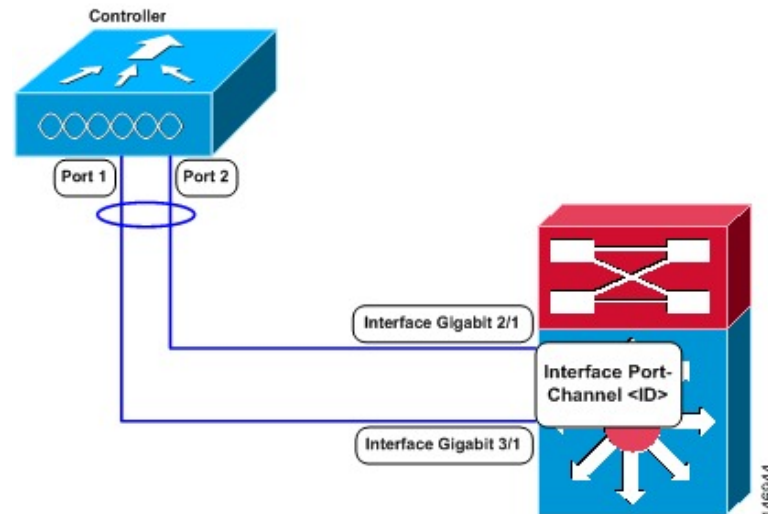 Controller
Port 1
Port 2
Interface Gigabit 2/1
Interface Port-
Channel <ID>
Interface Gigabit 3/1